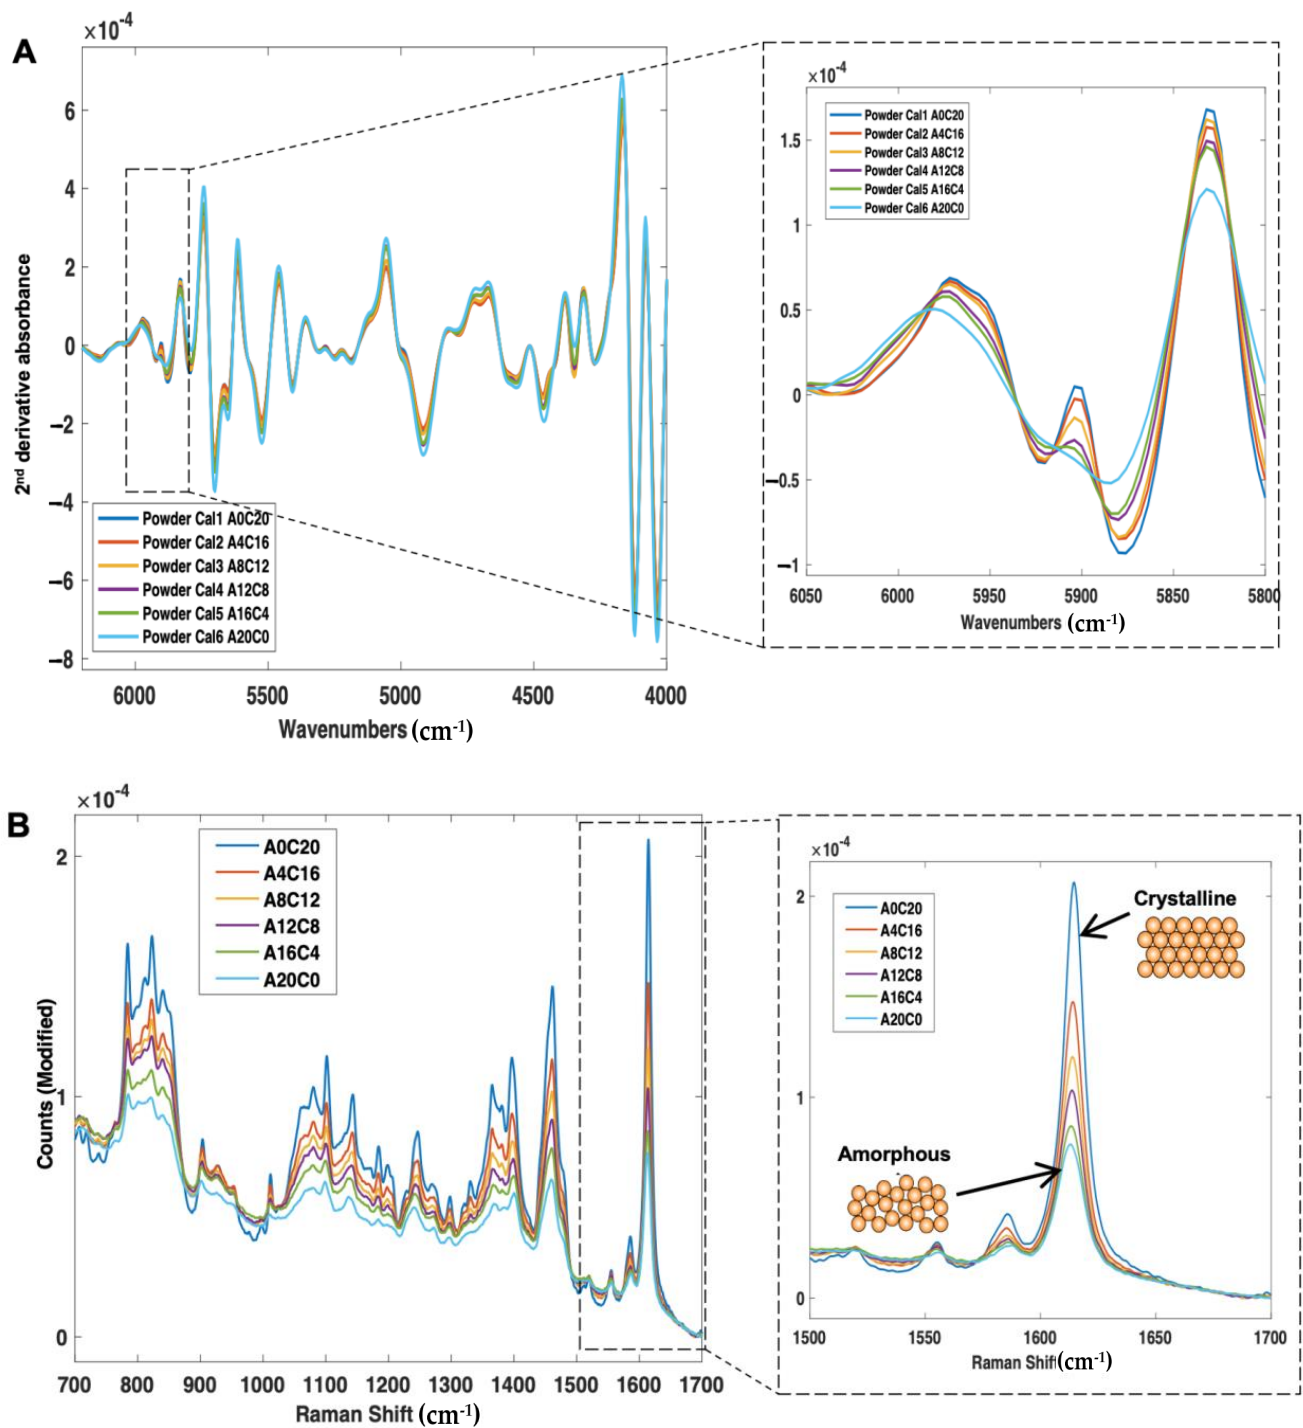 A
×10⁻⁴
2ⁿᵈ derivative absorbance
6
4
2
0
−2
−4
−6
−8
Powder Cal1 A0C20
Powder Cal2 A4C16
Powder Cal3 A8C12
Powder Cal4 A12C8
Powder Cal5 A16C4
Powder Cal6 A20C0
6000 5500 5000 4500 4000
Wavenumbers (cm⁻¹)
×10⁻⁴
Powder Cal1 A0C20
Powder Cal2 A4C16
Powder Cal3 A8C12
Powder Cal4 A12C8
Powder Cal5 A16C4
Powder Cal6 A20C0
1.5
1
0.5
0
−0.5
−1
6050 6000 5950 5900 5850 5800
Wavenumbers (cm⁻¹)
B
×10⁻⁴
Counts (Modified)
2
1
0
A0C20
A4C16
A8C12
A12C8
A16C4
A20C0
700 800 900 1000 1100 1200 1300 1400 1500 1600 1700
Raman Shift (cm⁻¹)
×10⁻⁴
2
1
0
A0C20
A4C16
A8C12
A12C8
A16C4
A20C0
Crystalline
Amorphous
1500 1550 1600 1650 1700
Raman Shift (cm⁻¹)